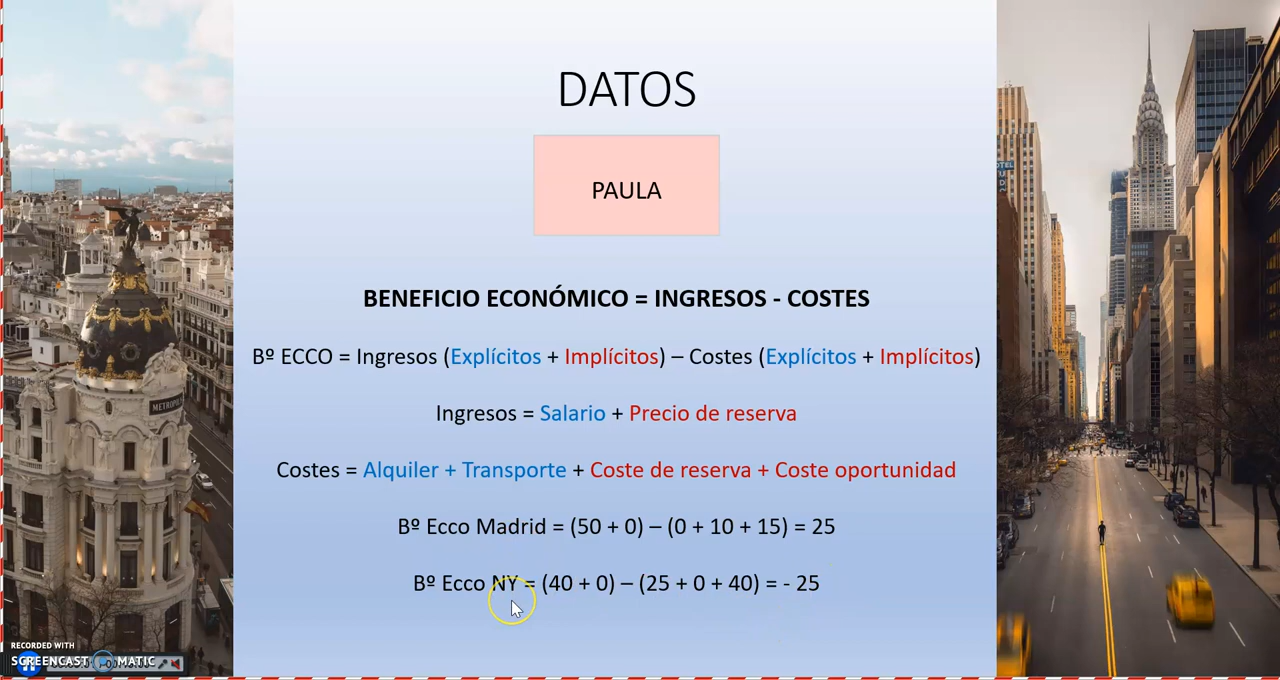 DATOS
PAULA
BENEFICIO ECONÓMICO = INGRESOS - COSTES
Bº ECCO = Ingresos (Explícitos + Implícitos) – Costes (Explícitos + Implícitos)
Ingresos = Salario + Precio de reserva
Costes = Alquiler + Transporte + Coste de reserva + Coste oportunidad
Bº Ecco Madrid = (50 + 0) – (0 + 10 + 15) = 25
Bº Ecco NY = (40 + 0) – (25 + 0 + 40) = - 25
METROPOLIS
RECORDED WITH
SCREENCAST MATIC